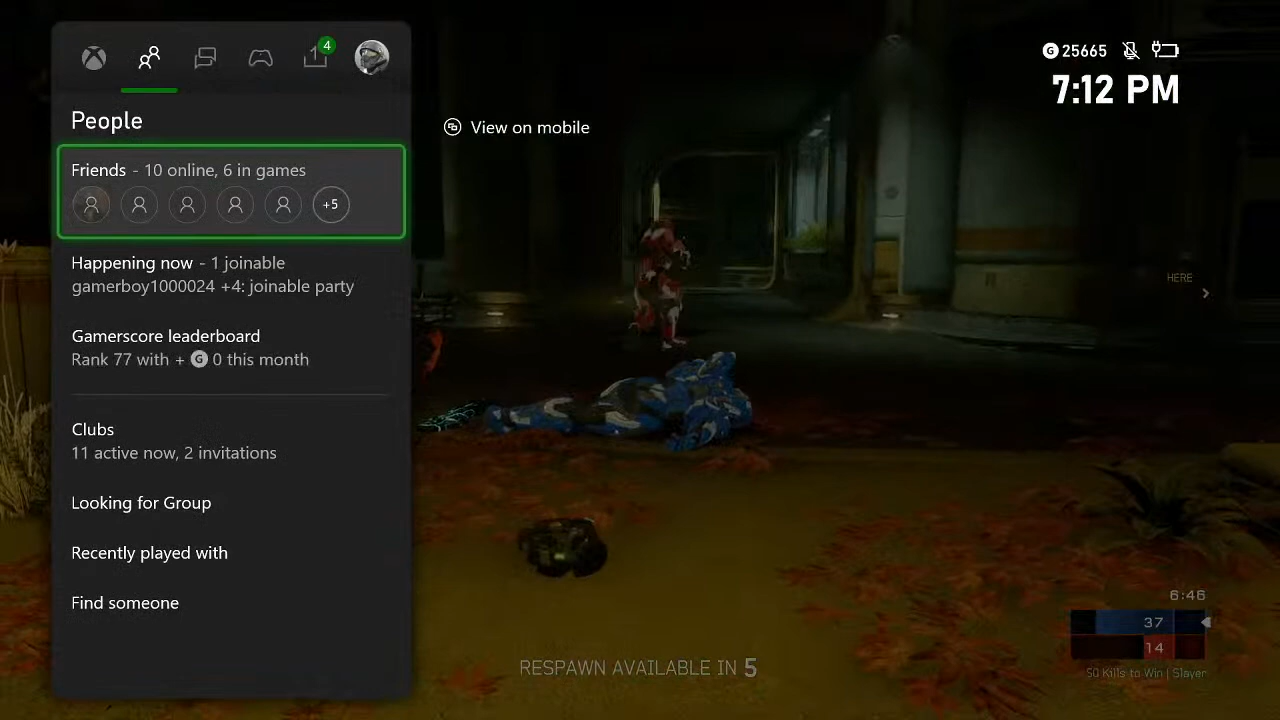 4
G 25665
7:12 PM
People
View on mobile
Friends - 10 online, 6 in games
+5
Happening now - 1 joinable
gamerboy1000024 +4: joinable party
HERE
Gamerscore leaderboard
Rank 77 with + G 0 this month
Clubs
11 active now, 2 invitations
Looking for Group
Recently played with
Find someone
6:46
37
14
50 Kills to Win | Slayer
RESPAWN AVAILABLE IN 5